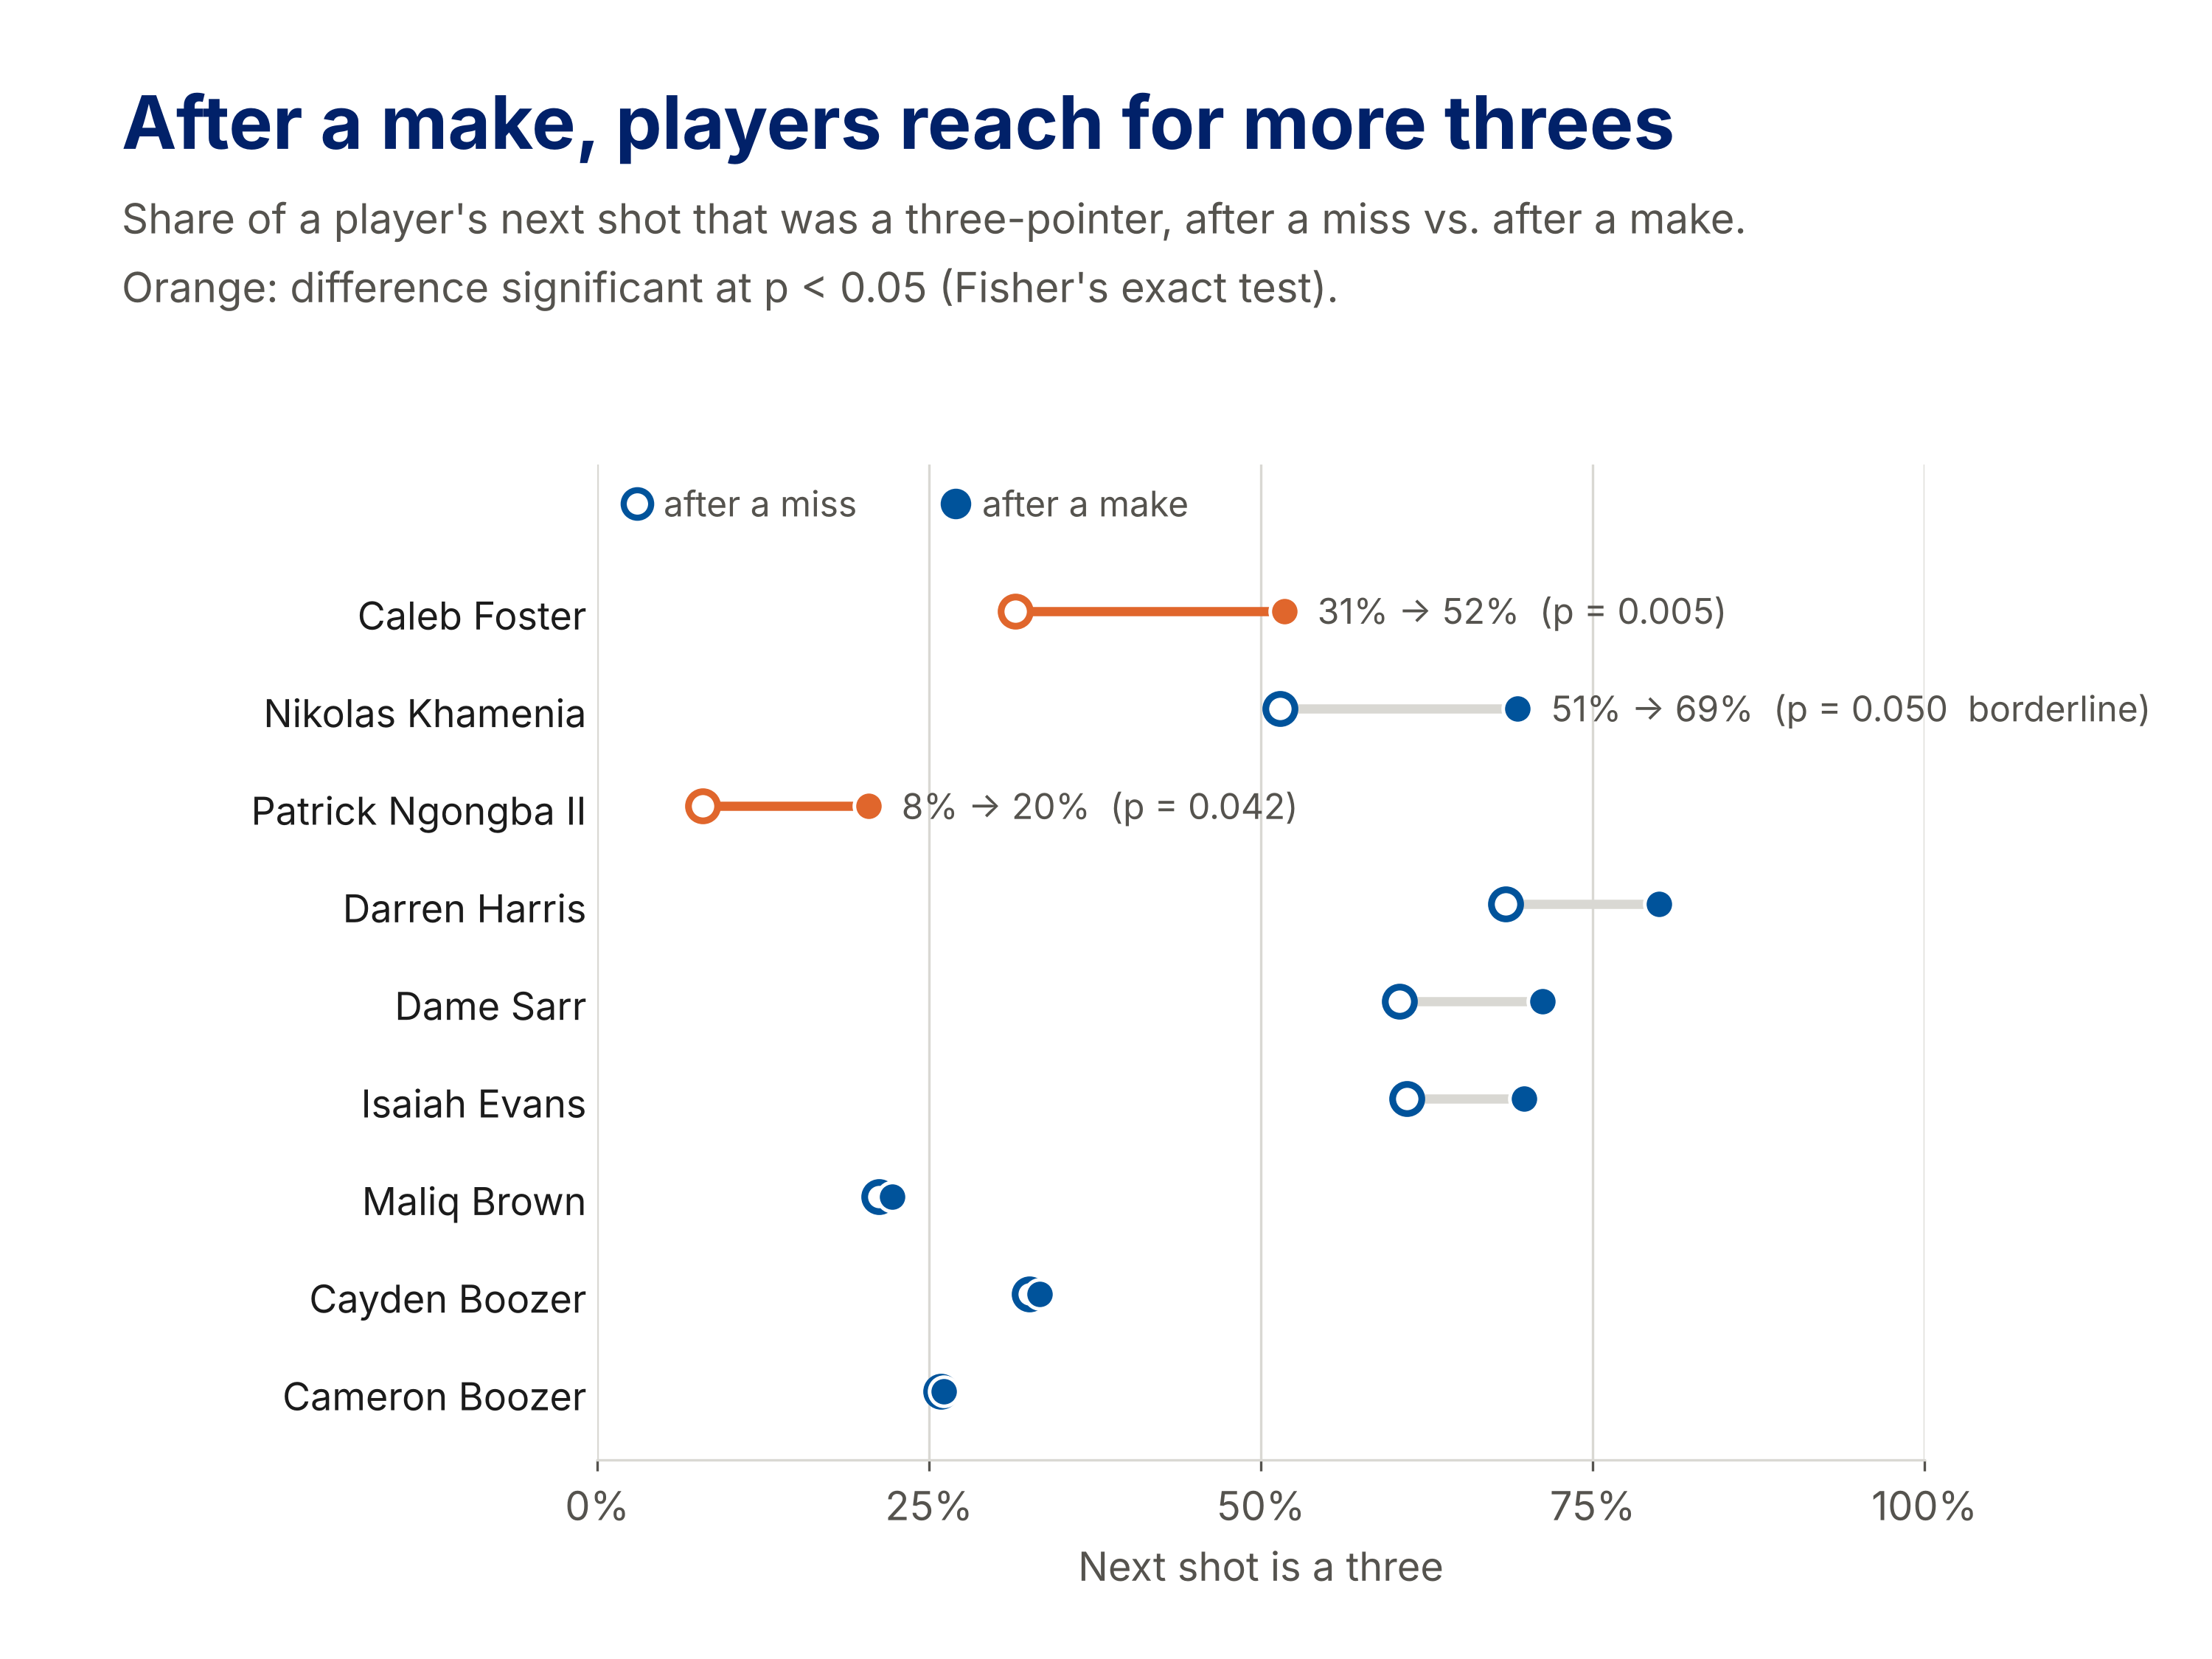 After a make, players reach for more threes
Share of a player's next shot that was a three-pointer, after a miss vs. after a make.
Orange: difference significant at p < 0.05 (Fisher's exact test).
after a miss
after a make
Caleb Foster
31% → 52% (p = 0.005)
Nikolas Khamenia
51% → 69% (p = 0.050 borderline)
Patrick Ngongba II
8% → 20% (p = 0.042)
Darren Harris
Dame Sarr
Isaiah Evans
Maliq Brown
Cayden Boozer
Cameron Boozer
0%
25%
50%
75%
100%
Next shot is a three